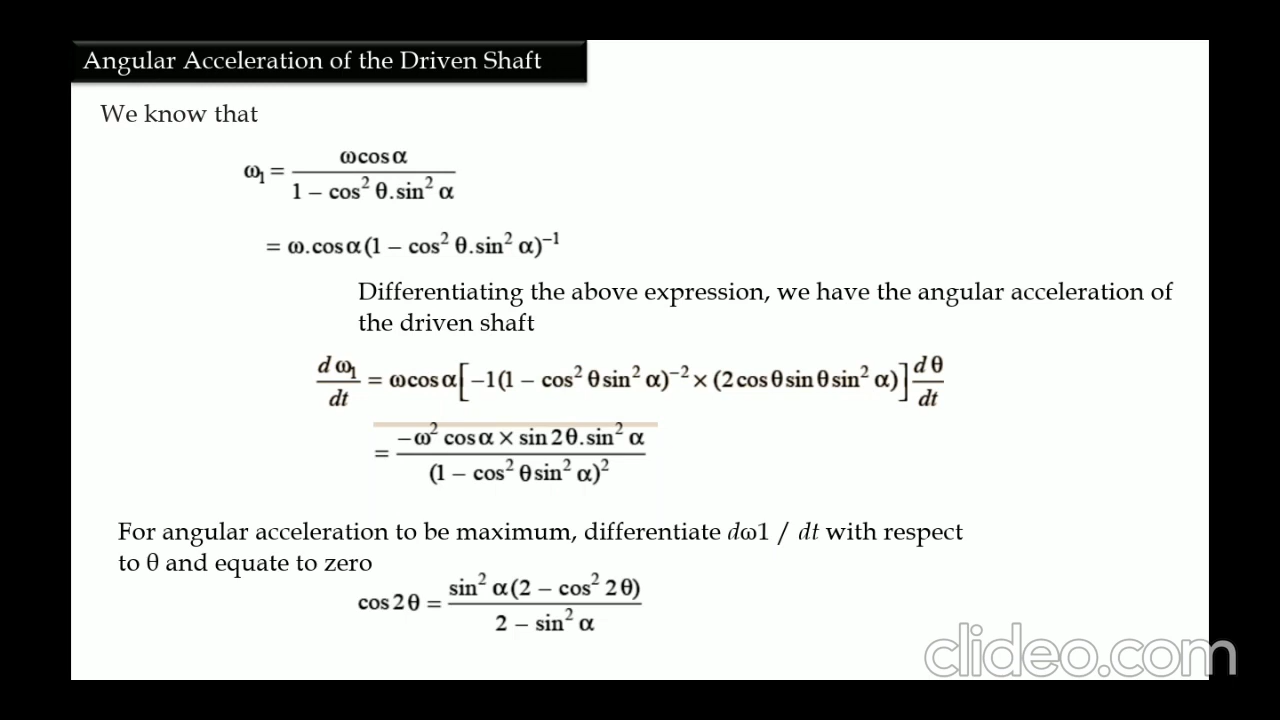 Angular Acceleration of the Driven Shaft
We know that
ω₁ = ωcosα / (1 − cos² θ.sin² α)
= ω.cosα(1 − cos² θ.sin² α)⁻¹
Differentiating the above expression, we have the angular acceleration of
the driven shaft
dω₁/dt = ωcosα[−1(1 − cos² θsin² α)⁻² × (2cosθsinθsin² α)]dθ/dt
= −ω² cosα × sin2θ.sin² α / (1 − cos² θsin² α)²
For angular acceleration to be maximum, differentiate dω1 / dt with respect
to θ and equate to zero
cos2θ = sin² α(2 − cos² 2θ) / (2 − sin² α)
clideo.com